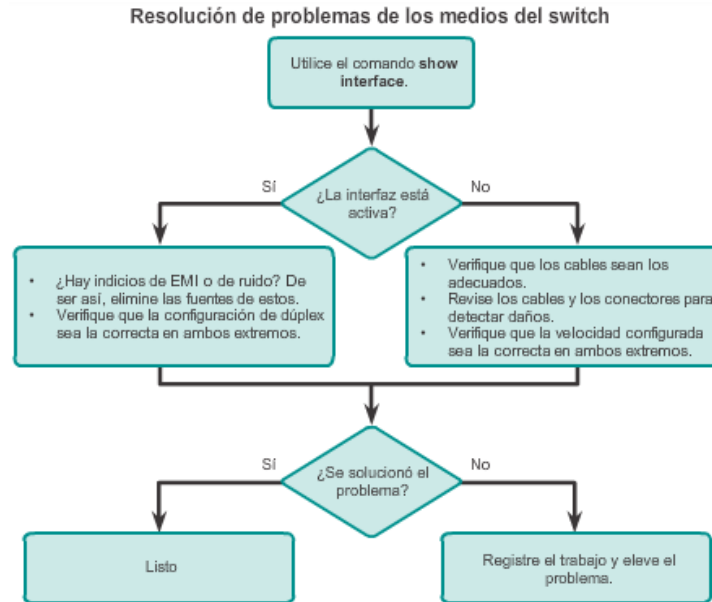 Resolución de problemas de los medios del switch
Utilice el comando show
interface.
¿La interfaz está
activa?
Sí
No
• ¿Hay indicios de EMI o de ruido? De
ser así, elimine las fuentes de estos.
• Verifique que la configuración de dúplex
sea la correcta en ambos extremos.
• Verifique que los cables sean los
adecuados.
• Revise los cables y los conectores para
detectar daños.
• Verifique que la velocidad configurada
sea la correcta en ambos extremos.
¿Se solucionó el
problema?
Sí
No
Listo
Registre el trabajo y eleve el
problema.